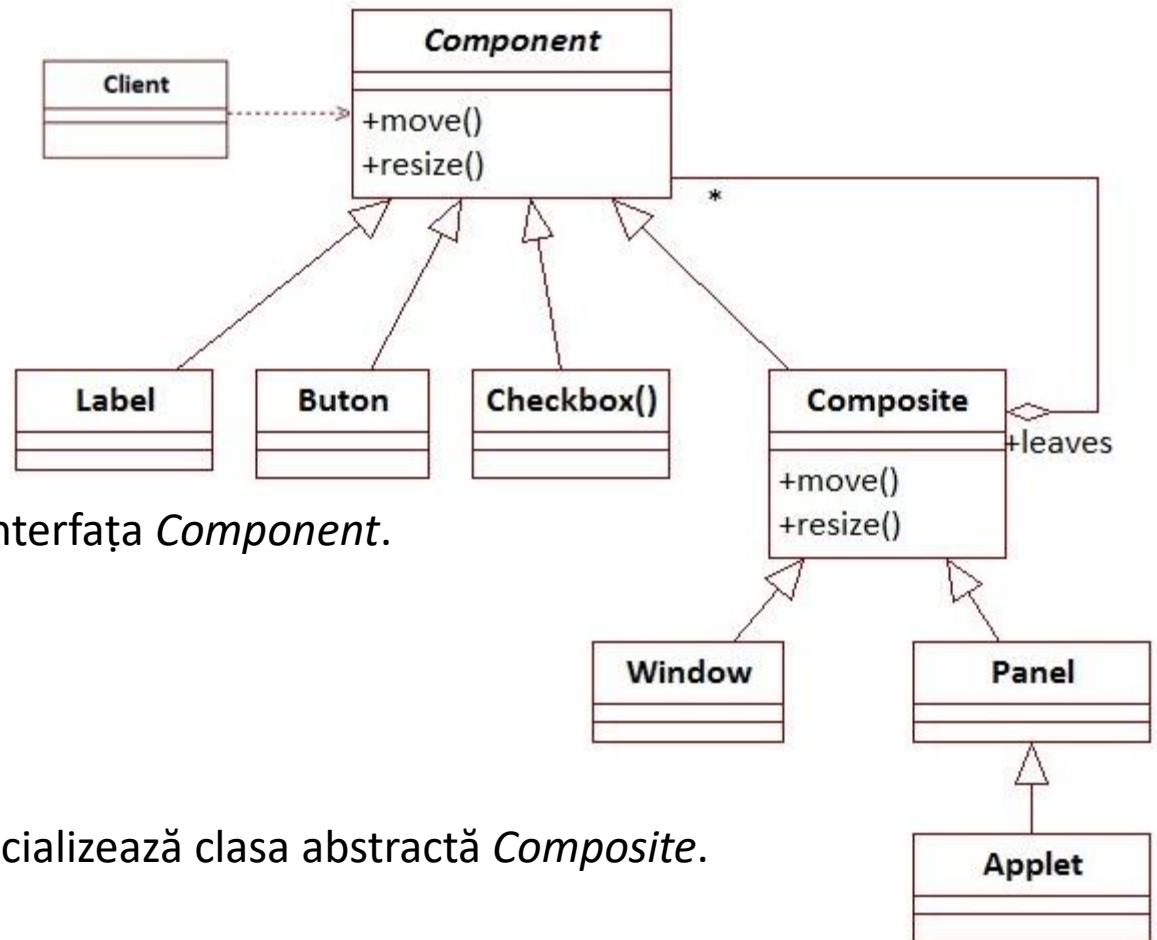 Component
Client
+move()
+resize()
*
Label
Buton
Checkbox()
Composite
+leaves
+move()
+resize()
nterfața Component.
Window
Panel
cializează clasa abstractă Composite.
Applet